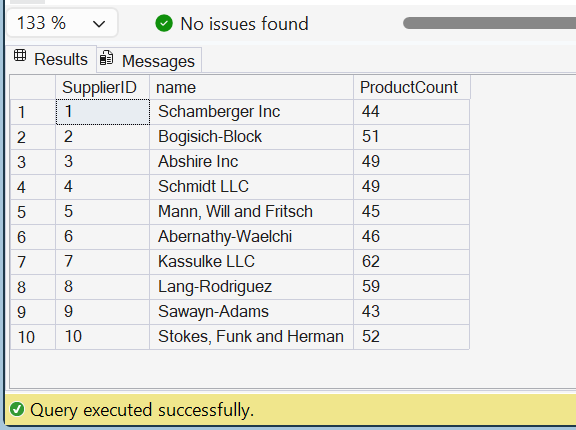 133 % No issues found
Results Messages
SupplierID name ProductCount
1 1 Schamberger Inc 44
2 2 Bogisich-Block 51
3 3 Abshire Inc 49
4 4 Schmidt LLC 49
5 5 Mann, Will and Fritsch 45
6 6 Abernathy-Waelchi 46
7 7 Kassulke LLC 62
8 8 Lang-Rodriguez 59
9 9 Sawayn-Adams 43
10 10 Stokes, Funk and Herman 52
Query executed successfully.